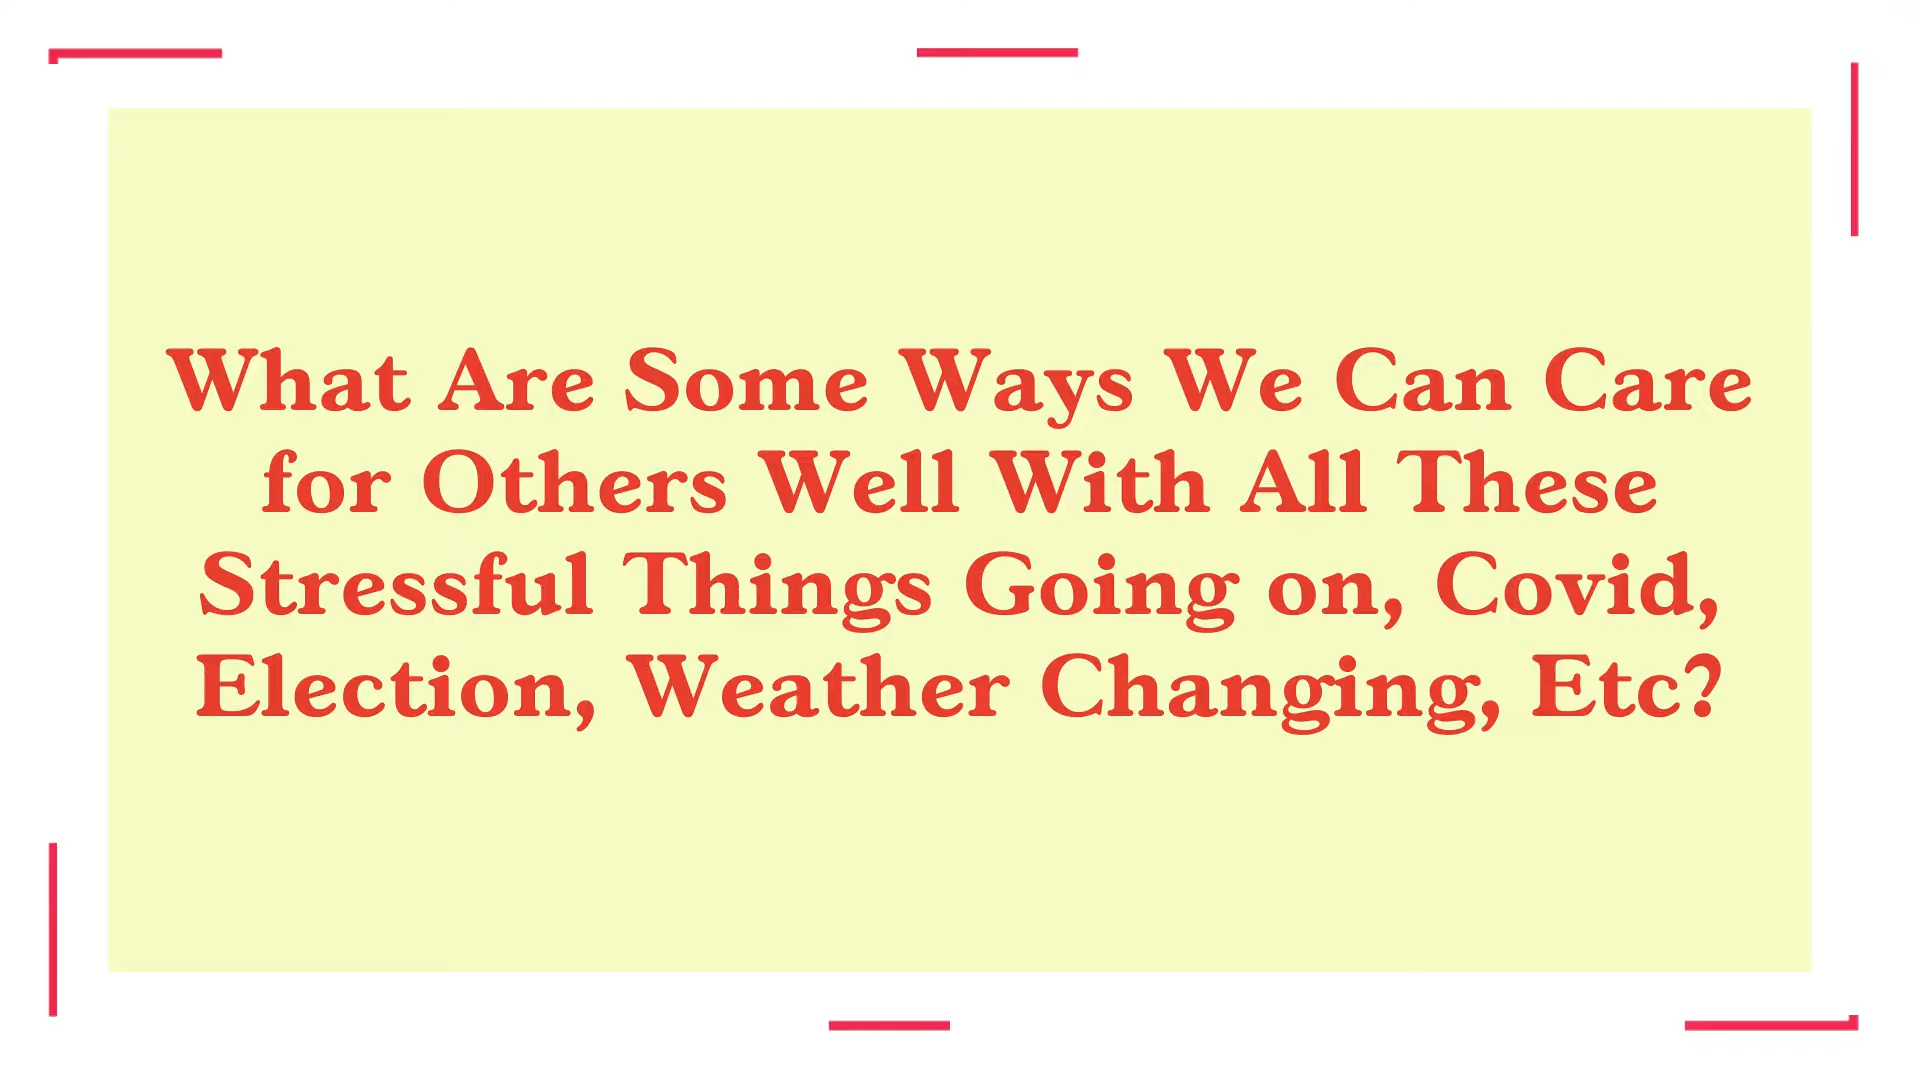 What Are Some Ways We Can Care
for Others Well With All These
Stressful Things Going on, Covid,
Election, Weather Changing, Etc?